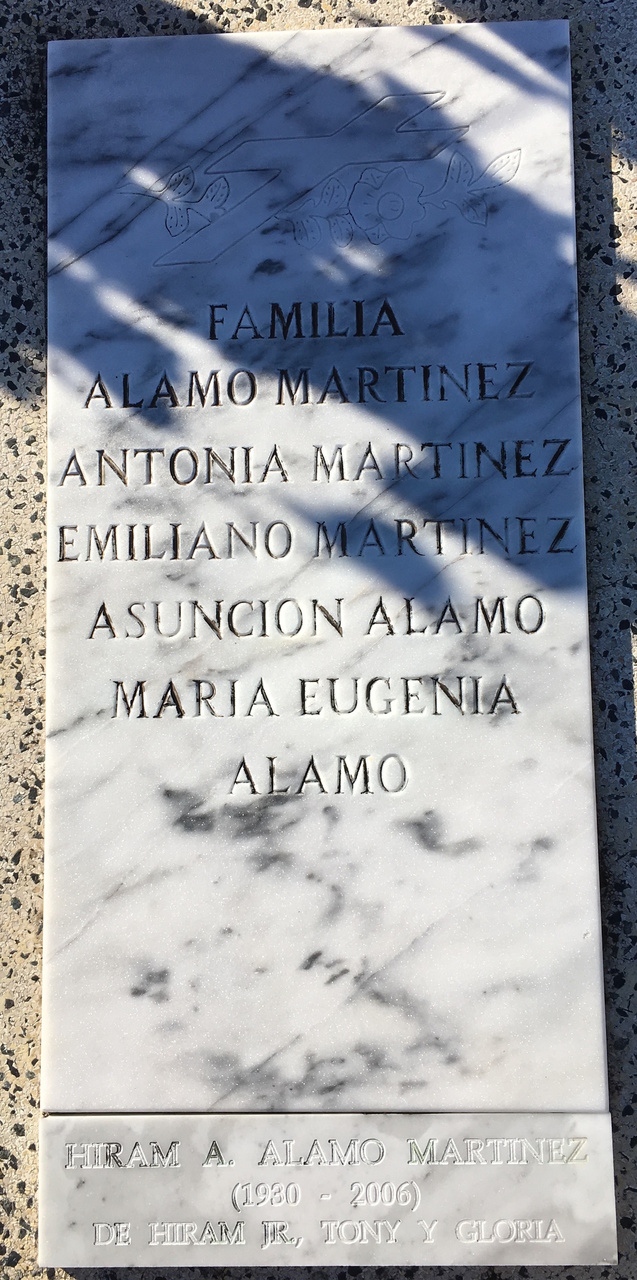 FAMILIA
ALAMO MARTINEZ
ANTONIA MARTINEZ
EMILIANO MARTINEZ
ASUNCION ALAMO
MARIA EUGENIA
ALAMO
HIRAM A. ALAMO MARTINEZ
(1930 - 2006)
DE HIRAM JR., TONY Y GLORIA